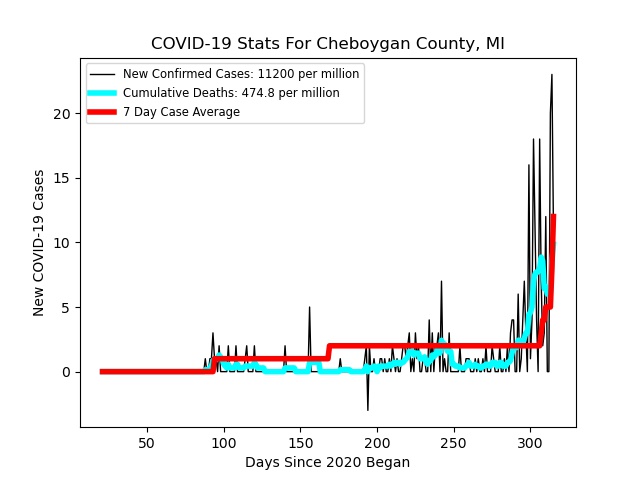 COVID-19 Stats For Cheboygan County, MI
New Confirmed Cases: 11200 per million
Cumulative Deaths: 474.8 per million
7 Day Case Average
New COVID-19 Cases
20
15
10
5
0
50 100 150 200 250 300
Days Since 2020 Began